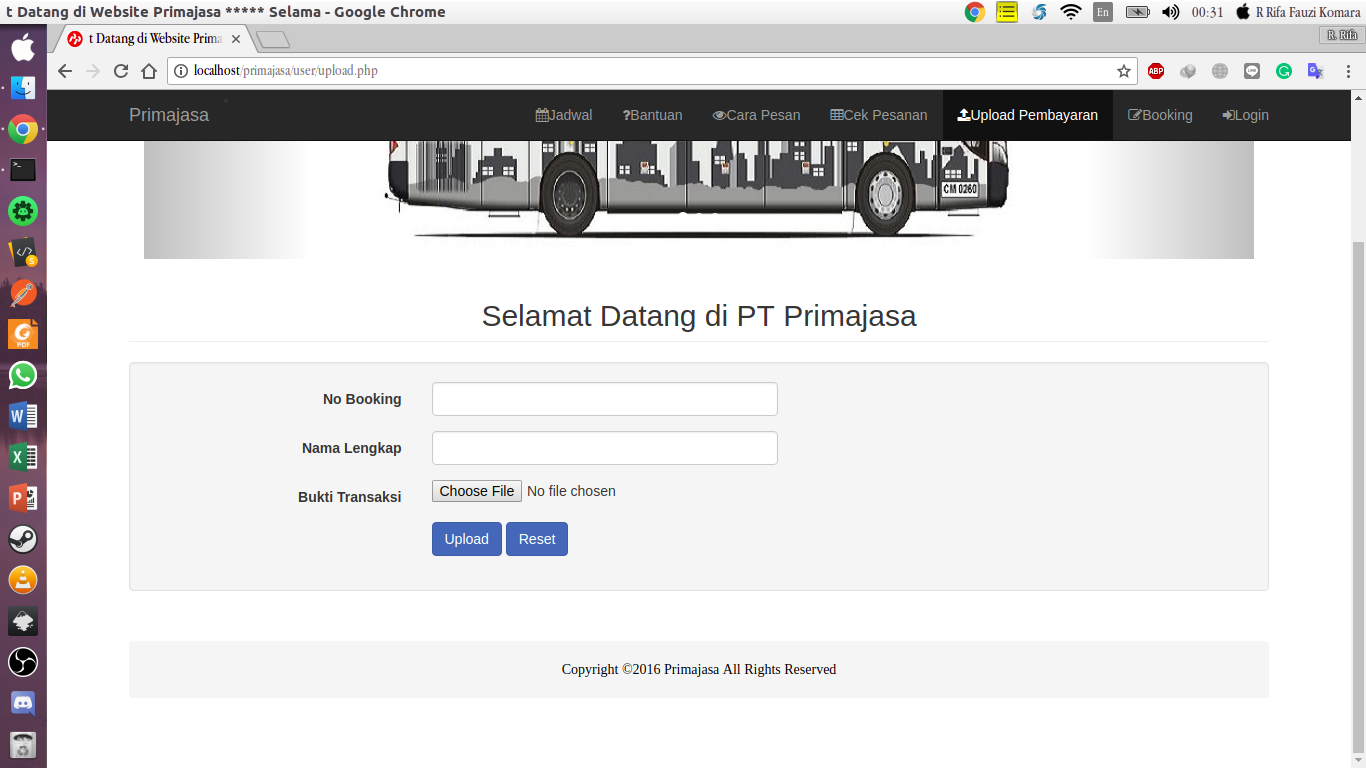 t Datang di Website Primajasa ***** Selama - Google Chrome
En
00:31
R Rifa Fauzi Komara
t Datang di Website Prima
R. Rifa
localhost/primajasa/user/upload.php
ABP
Primajasa
Jadwal
Bantuan
Cara Pesan
Cek Pesanan
Upload Pembayaran
Booking
Login
CM 0260
Selamat Datang di PT Primajasa
No Booking
Nama Lengkap
Bukti Transaksi
Choose File No file chosen
Upload
Reset
Copyright ©2016 Primajasa All Rights Reserved
PDF